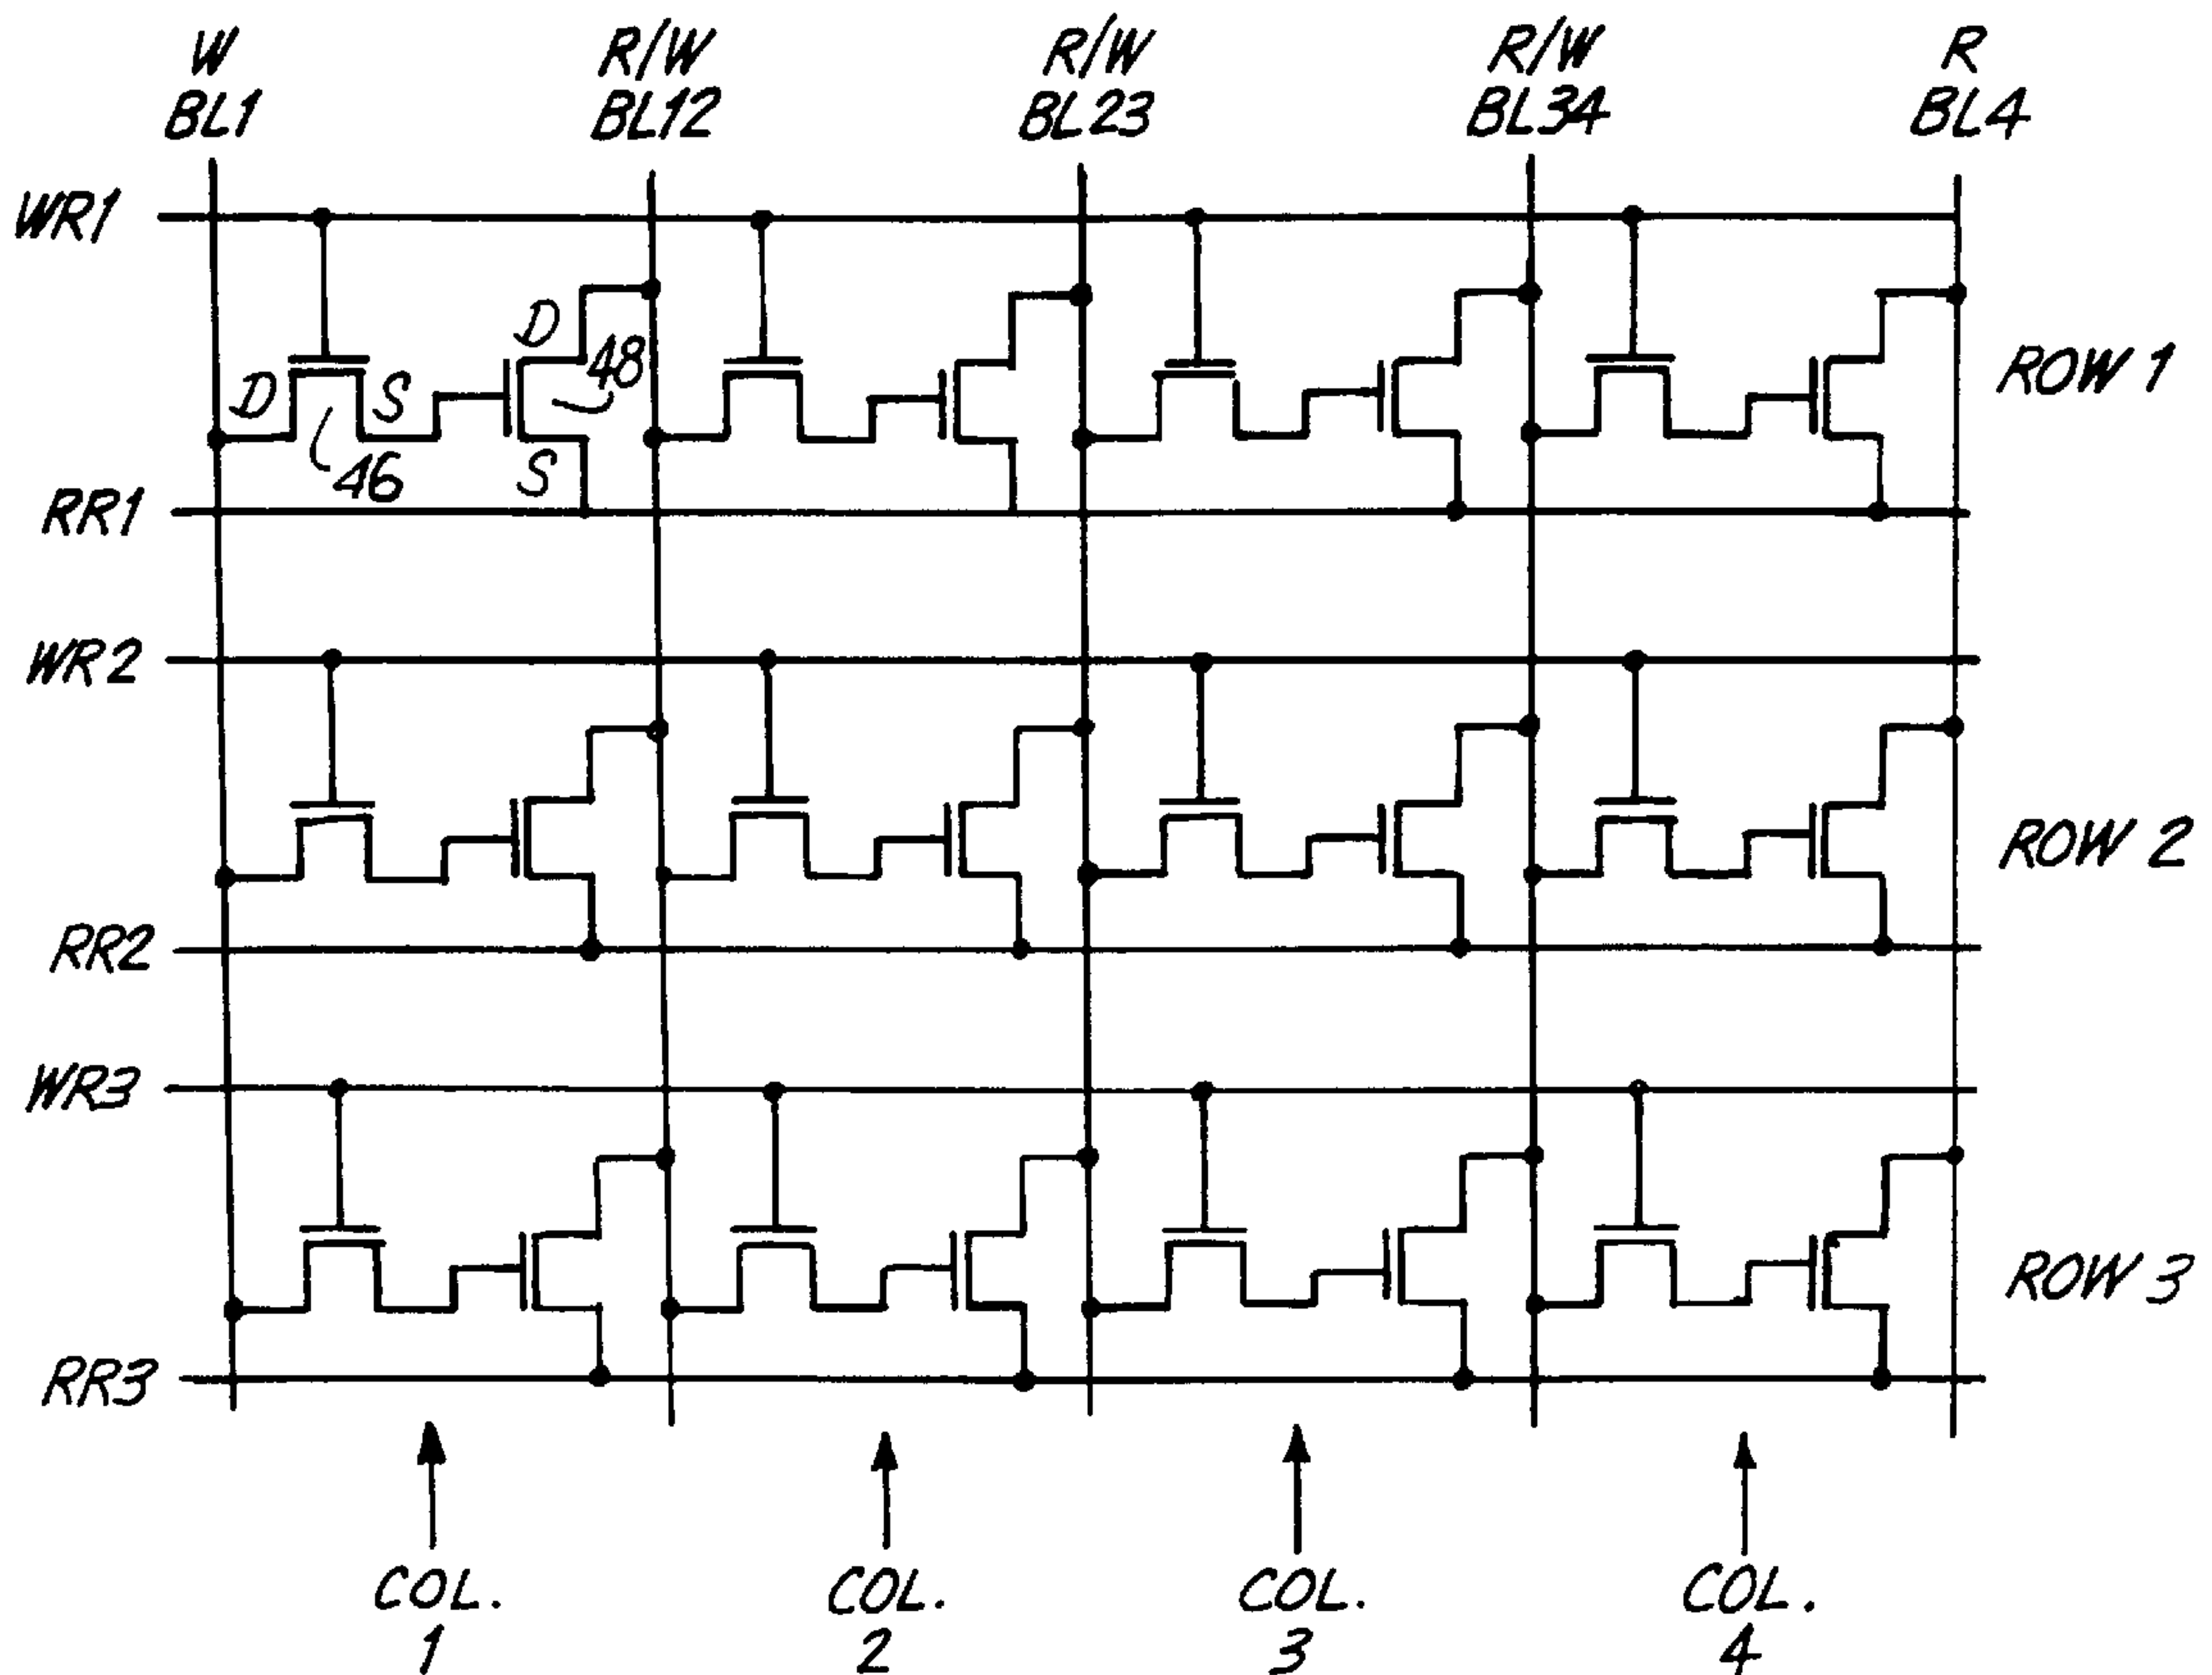 W R/W R/W R/W R
BL1 BL12 BL23 BL34 BL4
WR1
D 48
D S ROW 1
46 S
RR1
WR2
ROW 2
RR2
WR3
ROW 3
RR3
COL. COL. COL. COL.
1 2 3 4